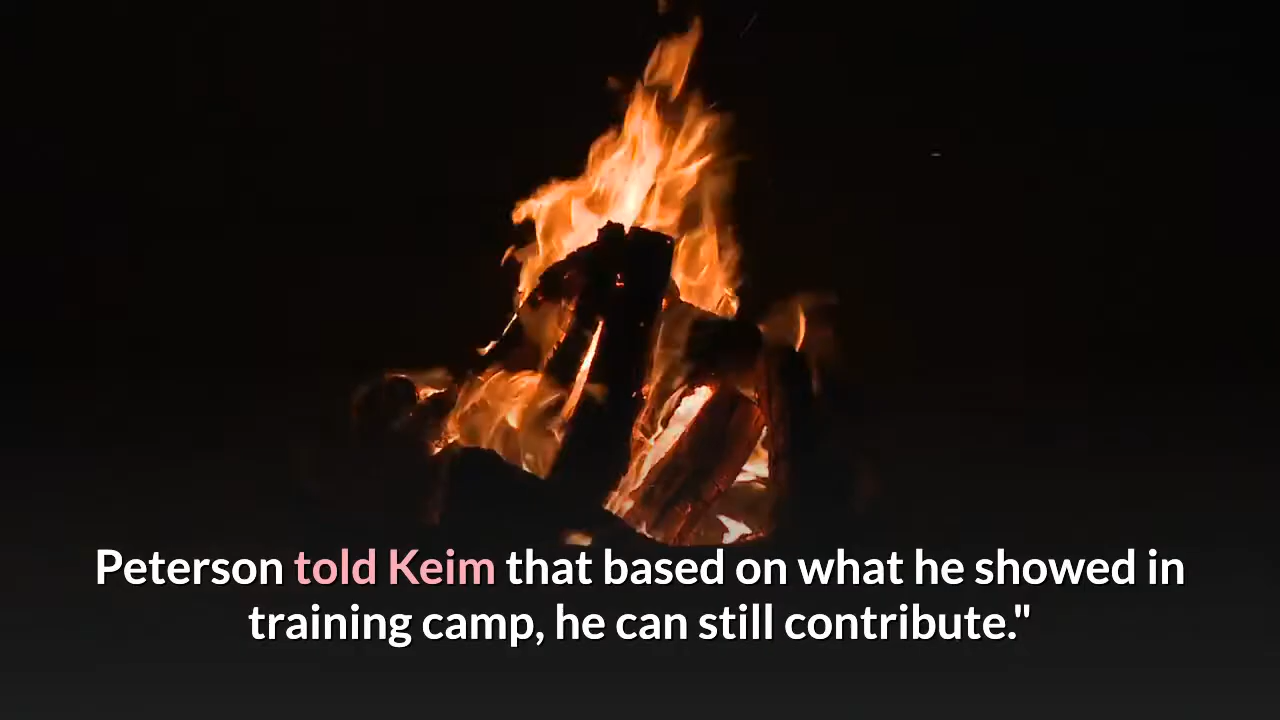 Peterson told Keim that based on what he showed in
training camp, he can still contribute."